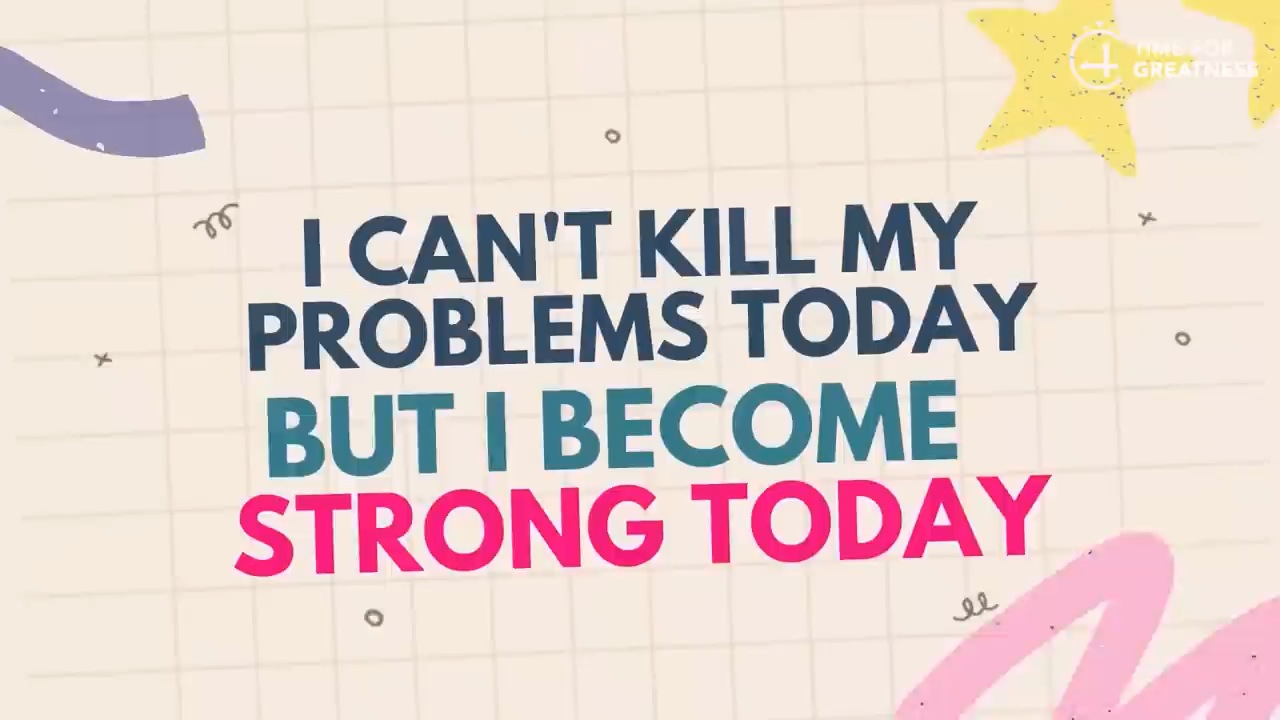 TIME FOR
GREATNESS
I CAN'T KILL MY
PROBLEMS TODAY
BUT I BECOME
STRONG TODAY